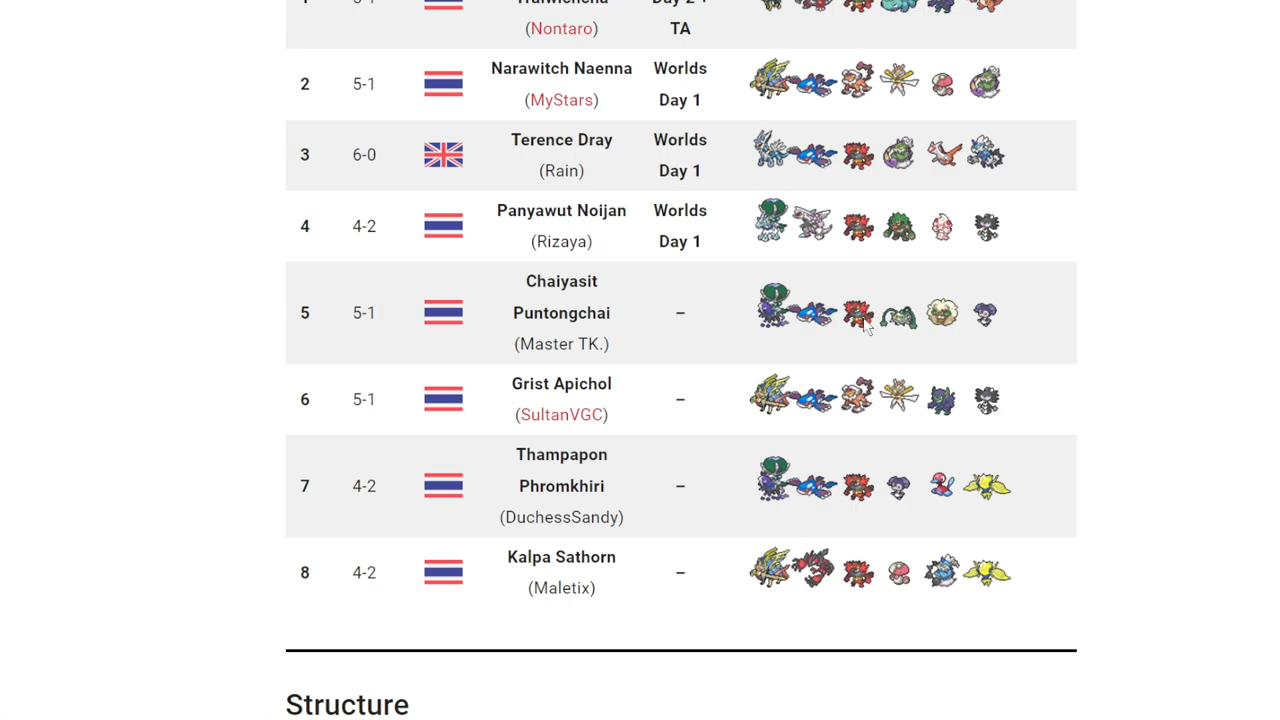 (Nontaro)
TA
2 5-1 Narawitch Naenna Worlds
(MyStars) Day 1
3 6-0 Terence Dray Worlds
(Rain) Day 1
4 4-2 Panyawut Noijan Worlds
(Rizaya) Day 1
Chaiyasit
5 5-1 Puntongchai –
(Master TK.)
6 5-1 Grist Apichol –
(SultanVGC)
Thampapon
7 4-2 Phromkhiri –
(DuchessSandy)
8 4-2 Kalpa Sathorn –
(Maletix)
Structure